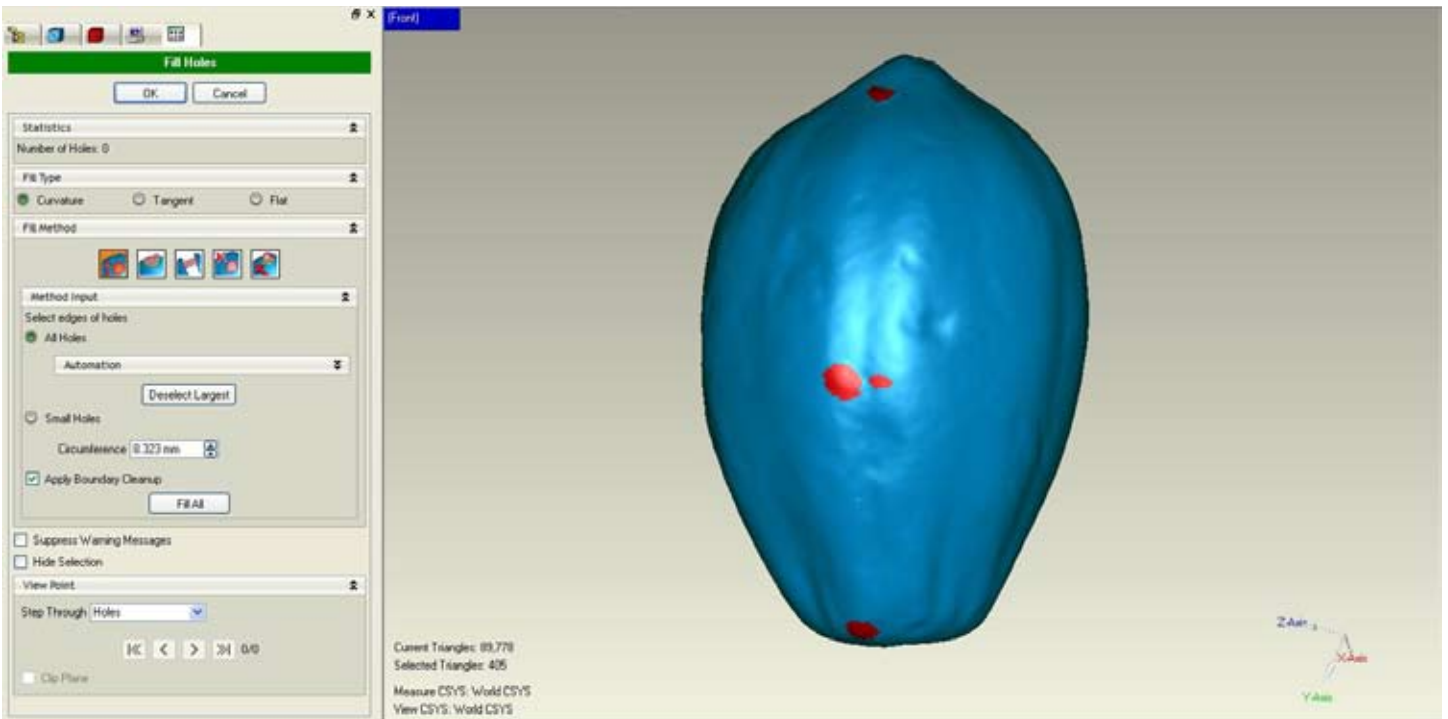 (Front)
Fill Holes
OK Cancel
Statistics
Number of Holes: 0
Fill Type
Curvature Tangent Flat
Fill Method
Method Input
Select edges of holes
All Holes
Automation
Deselect Largest
Small Holes
Circumference 8.323 mm
Apply Boundary Cleanup
Fill All
Suppress Warning Messages
Hide Selection
View Point
Step Through Holes
0/0
Clip Plane
Current Triangles: 89,778
Selected Triangles: 405
Measure CSYS: World CSYS
View CSYS: World CSYS
Z-Axis
X-Axis
Y-Axis